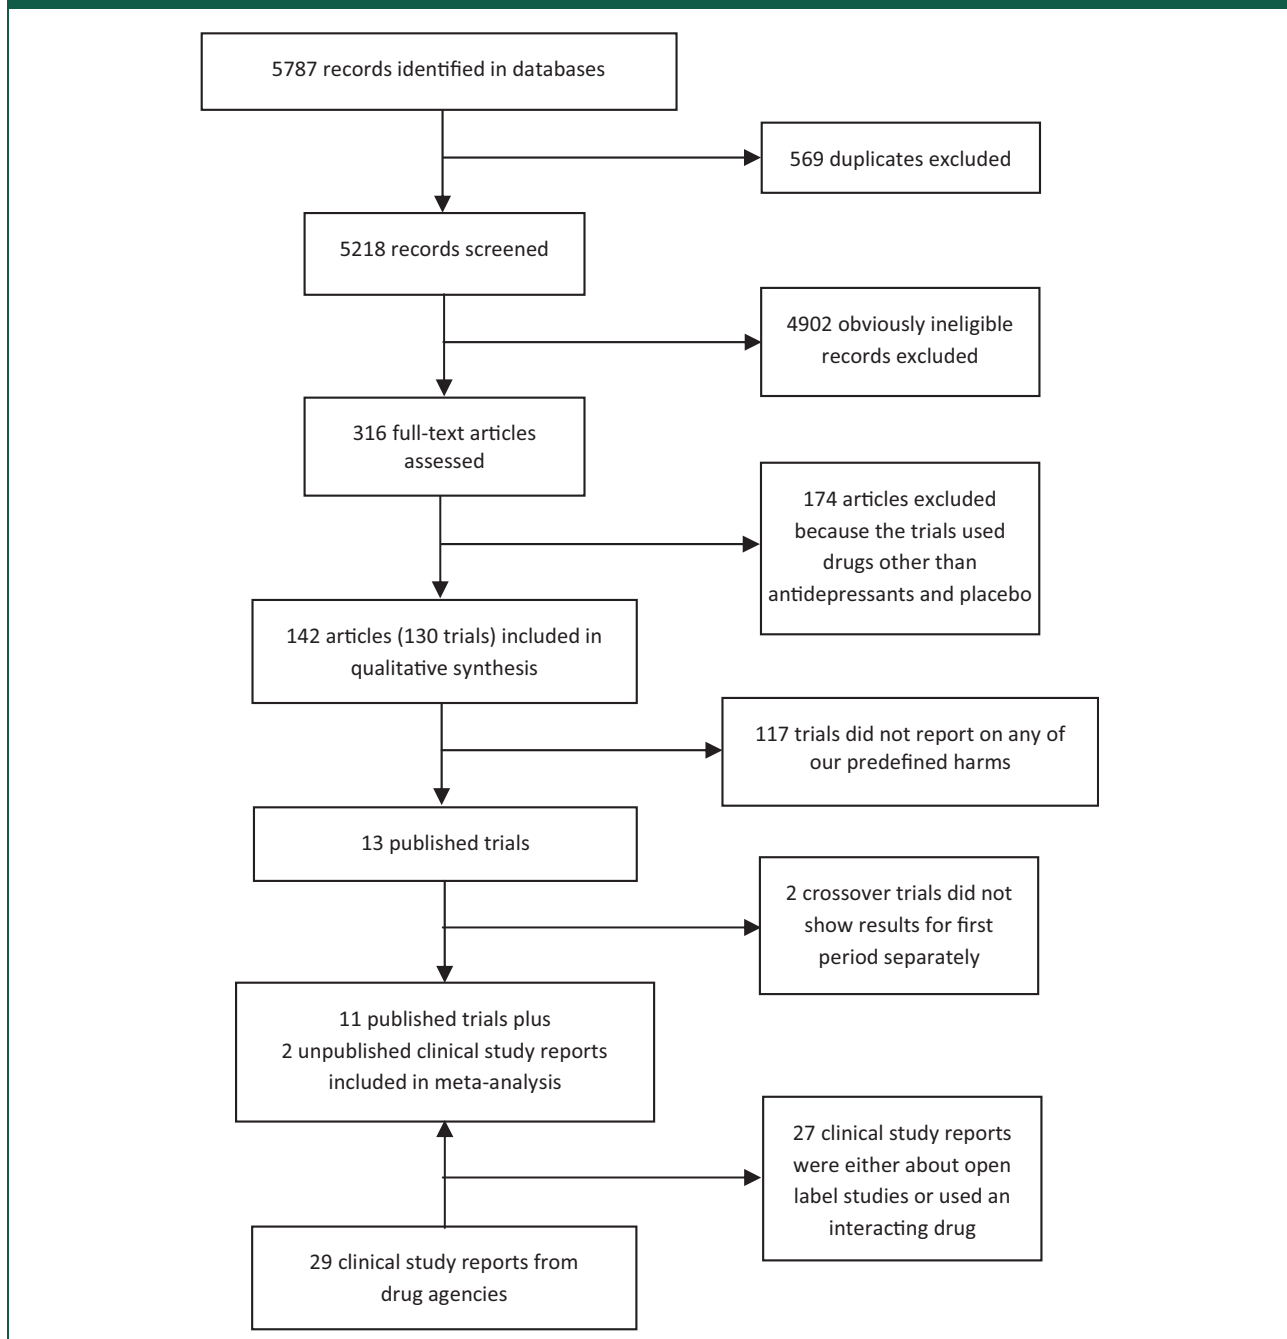 5787 records identified in databases
569 duplicates excluded
5218 records screened
4902 obviously ineligible
records excluded
316 full-text articles
assessed
174 articles excluded
because the trials used
drugs other than
antidepressants and placebo
142 articles (130 trials) included in
qualitative synthesis
117 trials did not report on any of
our predefined harms
13 published trials
2 crossover trials did not
show results for first
period separately
11 published trials plus
2 unpublished clinical study reports
included in meta-analysis
27 clinical study reports
were either about open
label studies or used an
interacting drug
29 clinical study reports from
drug agencies